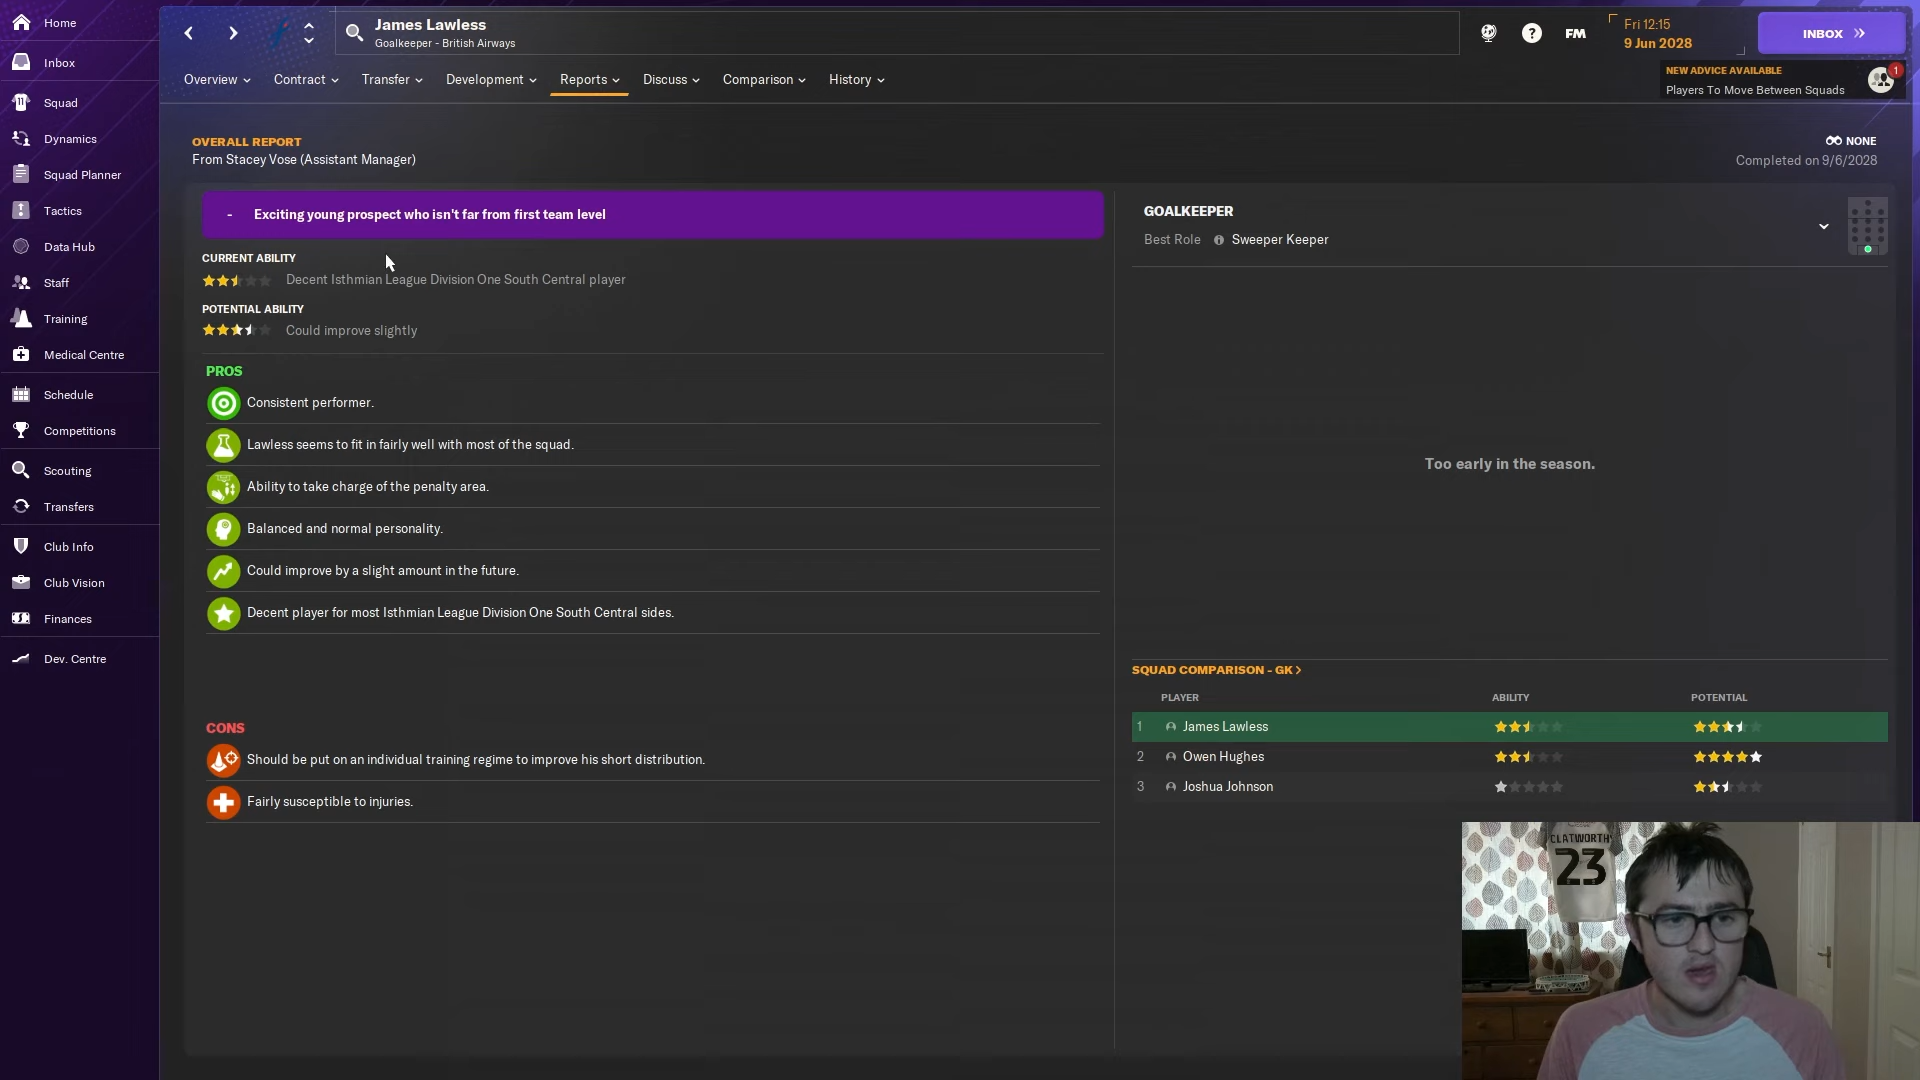 Home
Inbox
Squad
Dynamics
Squad Planner
Tactics
Data Hub
Staff
Training
Medical Centre
Schedule
Competitions
Scouting
Transfers
Club Info
Club Vision
Finances
Dev. Centre
James Lawless
Goalkeeper - British Airways
FM
Fri 12:15
9 Jun 2028
INBOX
Overview
Contract
Transfer
Development
Reports
Discuss
Comparison
History
NEW ADVICE AVAILABLE
Players To Move Between Squads
1
OVERALL REPORT
From Stacey Vose (Assistant Manager)
NONE
Completed on 9/6/2028
- Exciting young prospect who isn't far from first team level
CURRENT ABILITY
Decent Isthmian League Division One South Central player
POTENTIAL ABILITY
Could improve slightly
PROS
Consistent performer.
Lawless seems to fit in fairly well with most of the squad.
Ability to take charge of the penalty area.
Balanced and normal personality.
Could improve by a slight amount in the future.
Decent player for most Isthmian League Division One South Central sides.
CONS
Should be put on an individual training regime to improve his short distribution.
Fairly susceptible to injuries.
GOALKEEPER
Best Role Sweeper Keeper
Too early in the season.
SQUAD COMPARISON - GK >
PLAYER ABILITY POTENTIAL
1 James Lawless
2 Owen Hughes
3 Joshua Johnson
CLATWORTHY
23